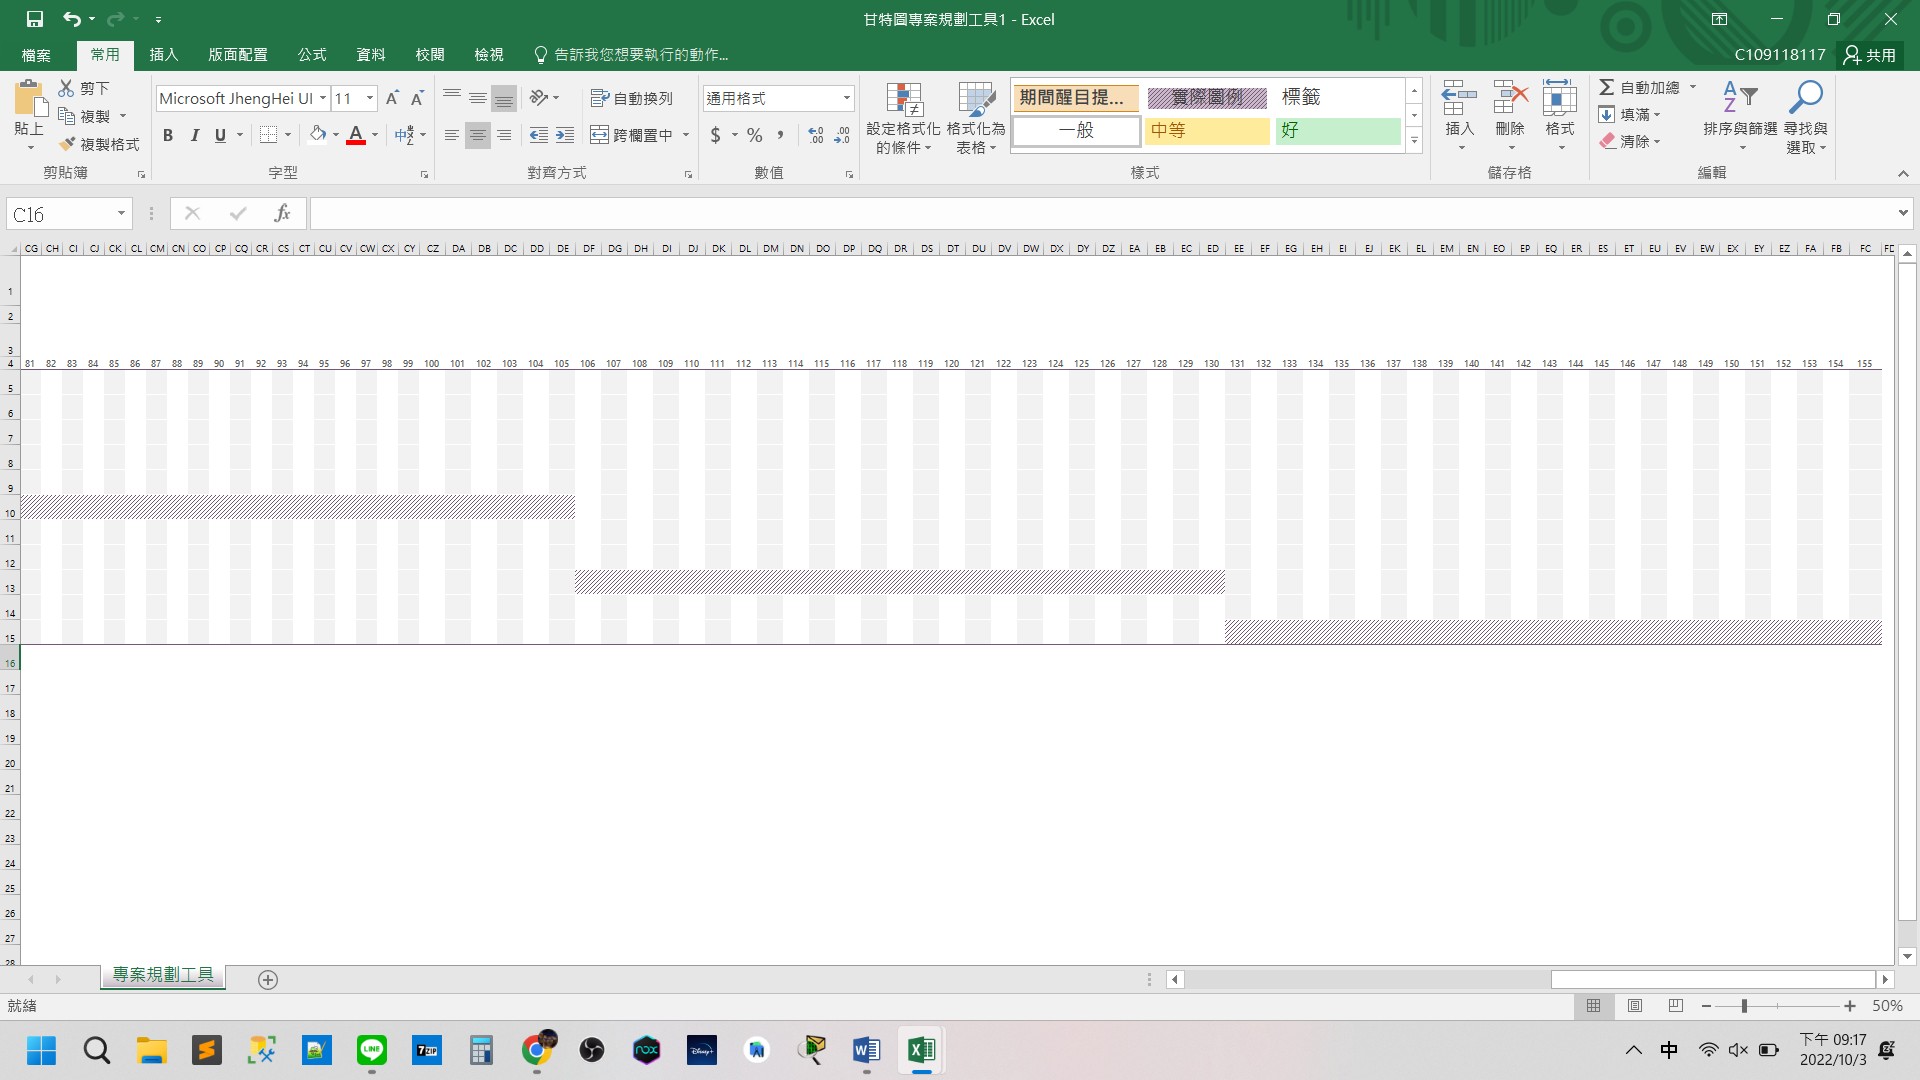 甘特圖專案規劃工具1 - Excel
檔案 常用 插入 版面配置 公式 資料 校閱 檢視 告訴我您想要執行的動作... C109118117 共用
剪下 Microsoft JhengHei UI 11 A A 自動換列 通用格式 期間醒目提... 實際圖例 標籤 自動加總
貼上 複製 設定格式化的條件 格式化為表格 插入 刪除 格式 填滿 排序與篩選 尋找與選取
複製格式 B I U A 中 跨欄置中 $ % , .0 .00 一般 中等 好 清除
剪貼簿 字型 對齊方式 數值 樣式 儲存格 編輯
C16 fx
CG CH CI CJ CK CL CM CN CO CP CQ CR CS CT CU CV CW CX CY CZ DA DB DC DD DE DF DG DH DI DJ DK DL DM DN DO DP DQ DR DS DT DU DV DW DX DY DZ EA EB EC ED EE EF EG EH EI EJ EK EL EM EN EO EP EQ ER ES ET EU EV EW EX EY EZ FA FB FC FD
1
2
3
4 81 82 83 84 85 86 87 88 89 90 91 92 93 94 95 96 97 98 99 100 101 102 103 104 105 106 107 108 109 110 111 112 113 114 115 116 117 118 119 120 121 122 123 124 125 126 127 128 129 130 131 132 133 134 135 136 137 138 139 140 141 142 143 144 145 146 147 148 149 150 151 152 153 154 155
5
6
7
8
9
10
11
12
13
14
15
16
17
18
19
20
21
22
23
24
25
26
27
28
專案規劃工具
就緒 50%
LINE 7ZIP nox Disney+ 中 下午 09:17
2022/10/3